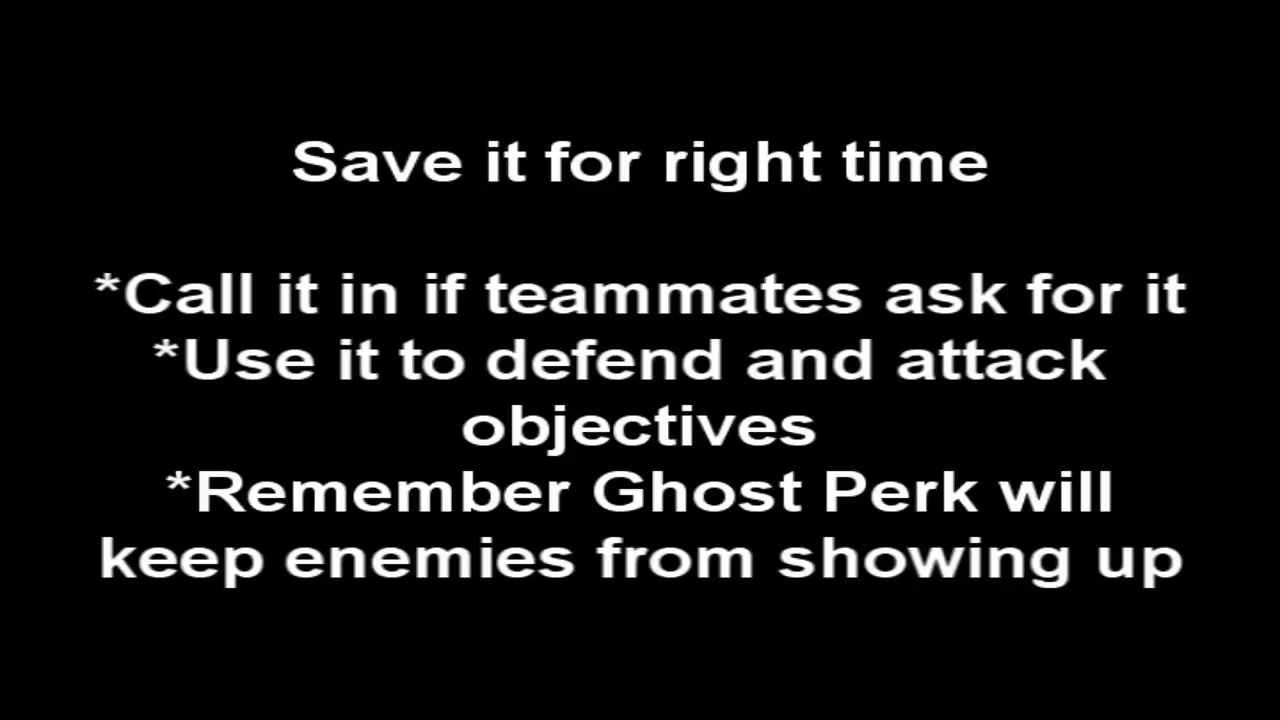 Save it for right time
*Call it in if teammates ask for it
*Use it to defend and attack
objectives
*Remember Ghost Perk will
keep enemies from showing up